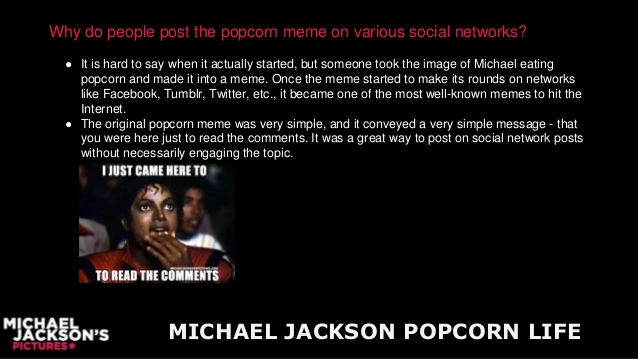 Why do people post the popcorn meme on various social networks?
● It is hard to say when it actually started, but someone took the image of Michael eating
popcorn and made it into a meme. Once the meme started to make its rounds on networks
like Facebook, Tumblr, Twitter, etc., it became one of the most well-known memes to hit the
Internet.
● The original popcorn meme was very simple, and it conveyed a very simple message - that
you were here just to read the comments. It was a great way to post on social network posts
without necessarily engaging the topic.
I JUST CAME HERE TO
TO READ THE COMMENTS
MICHAEL
JACKSON'S
PICTURES
MICHAEL JACKSON POPCORN LIFE